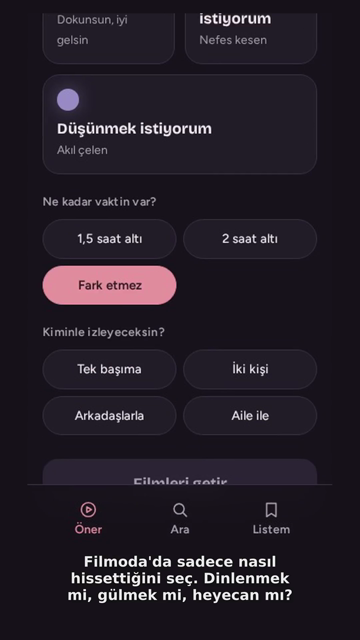 Dokunsun, iyi
gelsin
istiyorum
Nefes kesen
Düşünmek istiyorum
Akıl çelen
Ne kadar vaktin var?
1,5 saat altı
2 saat altı
Fark etmez
Kiminle izleyeceksin?
Tek başıma
İki kişi
Arkadaşlarla
Aile ile
Filmleri getir
Öner
Ara
Listem
Filmoda'da sadece nasıl
hissettiğini seç. Dinlenmek
mi, gülmek mi, heyecan mı?